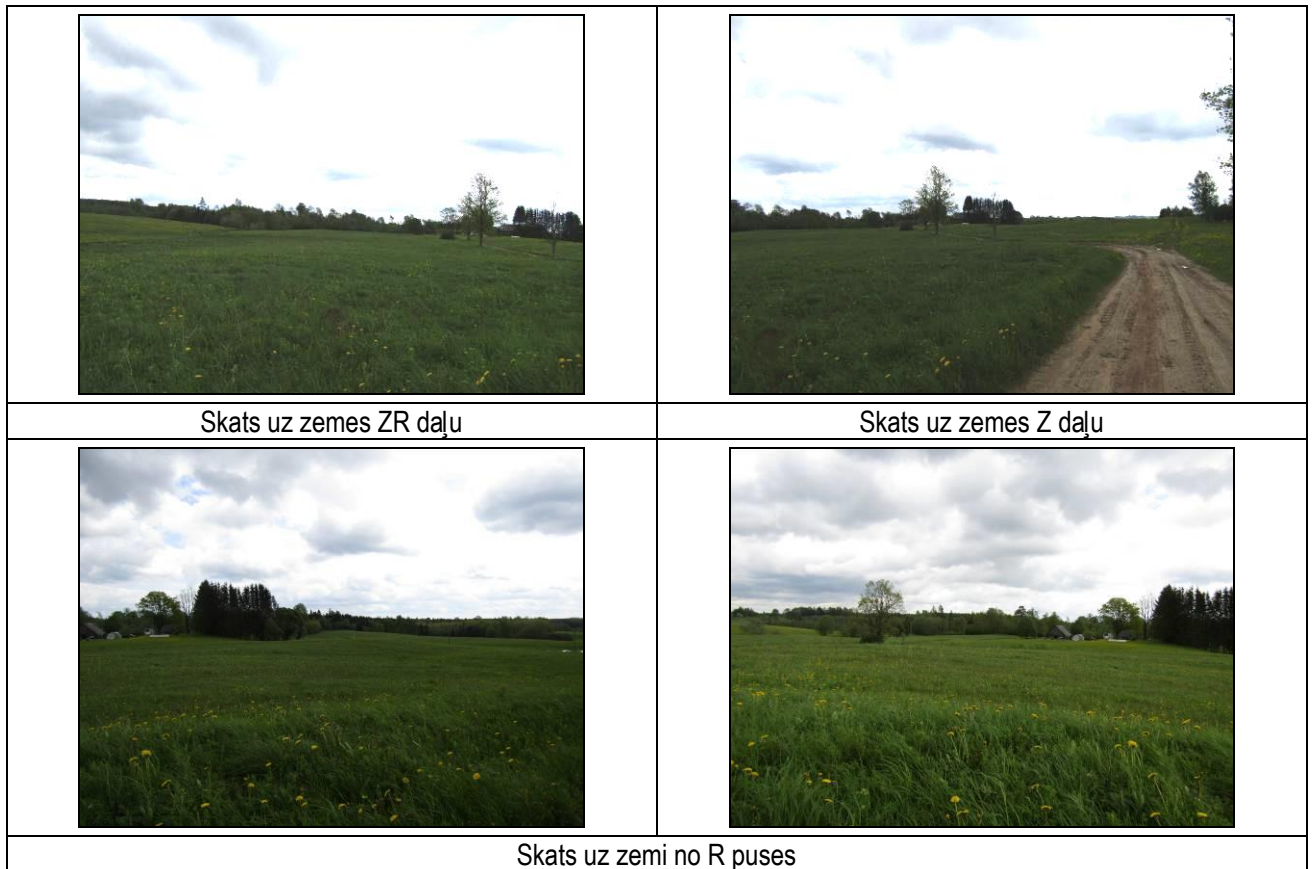 Skats uz zemes ZR daļu
Skats uz zemes Z daļu
Skats uz zemi no R puses